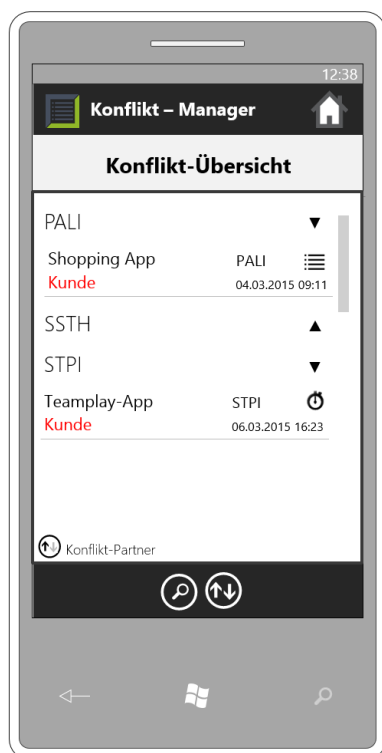 12:38
Konflikt – Manager
Konflikt-Übersicht
PALI ▼
Shopping App PALI
Kunde 04.03.2015 09:11
SSTH ▲
STPI ▼
Teamplay-App STPI
Kunde 06.03.2015 16:23
Konflikt-Partner